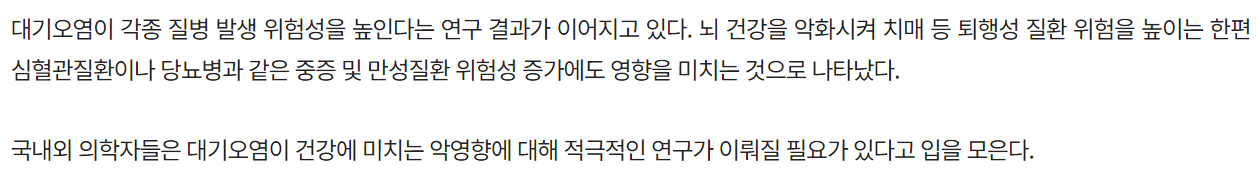 대기오염이 각종 질병 발생 위험성을 높인다는 연구 결과가 이어지고 있다. 뇌 건강을 악화시켜 치매 등 퇴행성 질환 위험을 높이는 한편
심혈관질환이나 당뇨병과 같은 중증 및 만성질환 위험성 증가에도 영향을 미치는 것으로 나타났다.
국내외 의학자들은 대기오염이 건강에 미치는 악영향에 대해 적극적인 연구가 이뤄질 필요가 있다고 입을 모은다.